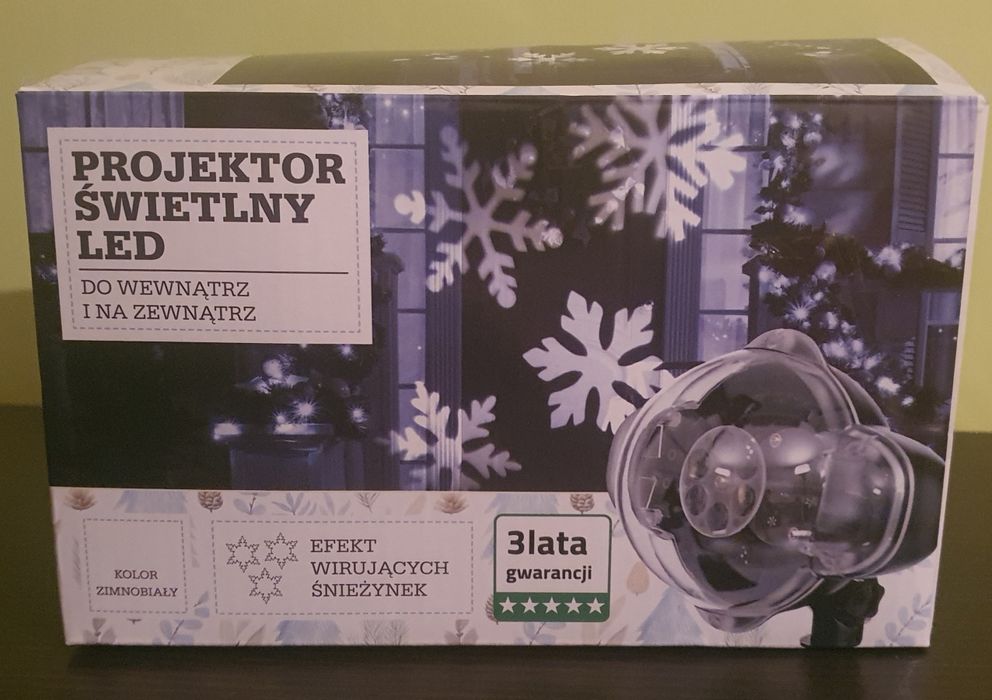 PROJEKTOR
ŚWIETLNY
LED
DO WEWNĄTRZ
I NA ZEWNĄTRZ
KOLOR
ZIMNOBIAŁY
EFEKT
WIRUJĄCYCH
ŚNIEŻYNEK
3lata
gwarancji